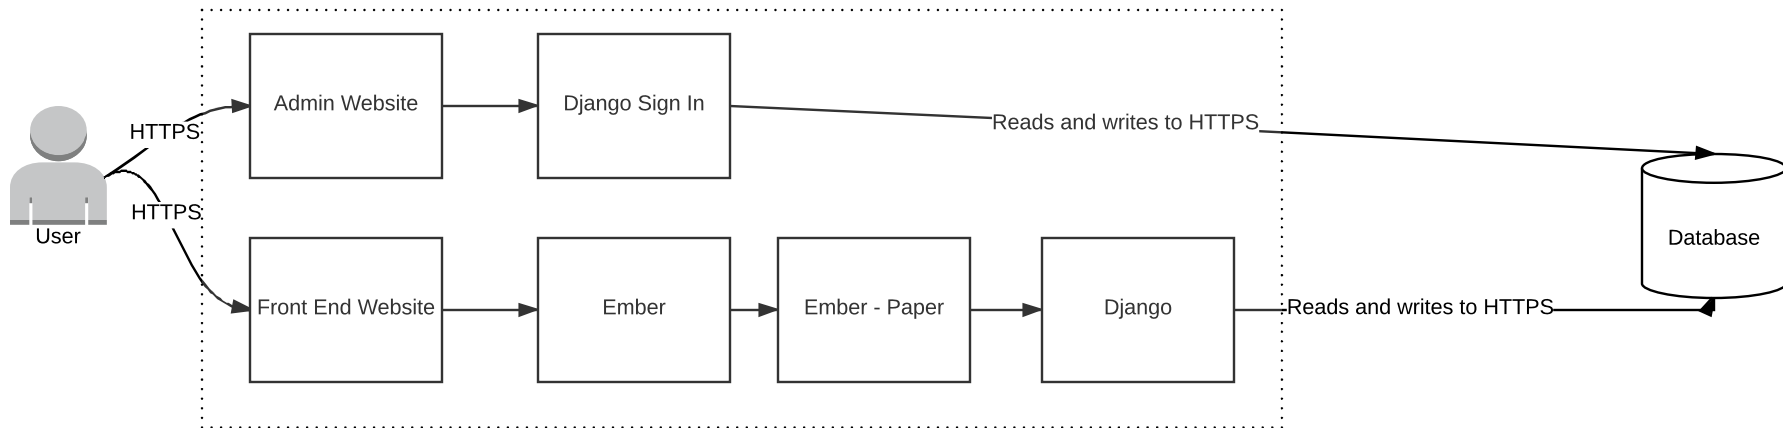 Admin Website
Django Sign In
HTTPS
Reads and writes to HTTPS
HTTPS
User
Database
Front End Website
Ember
Ember - Paper
Django
Reads and writes to HTTPS